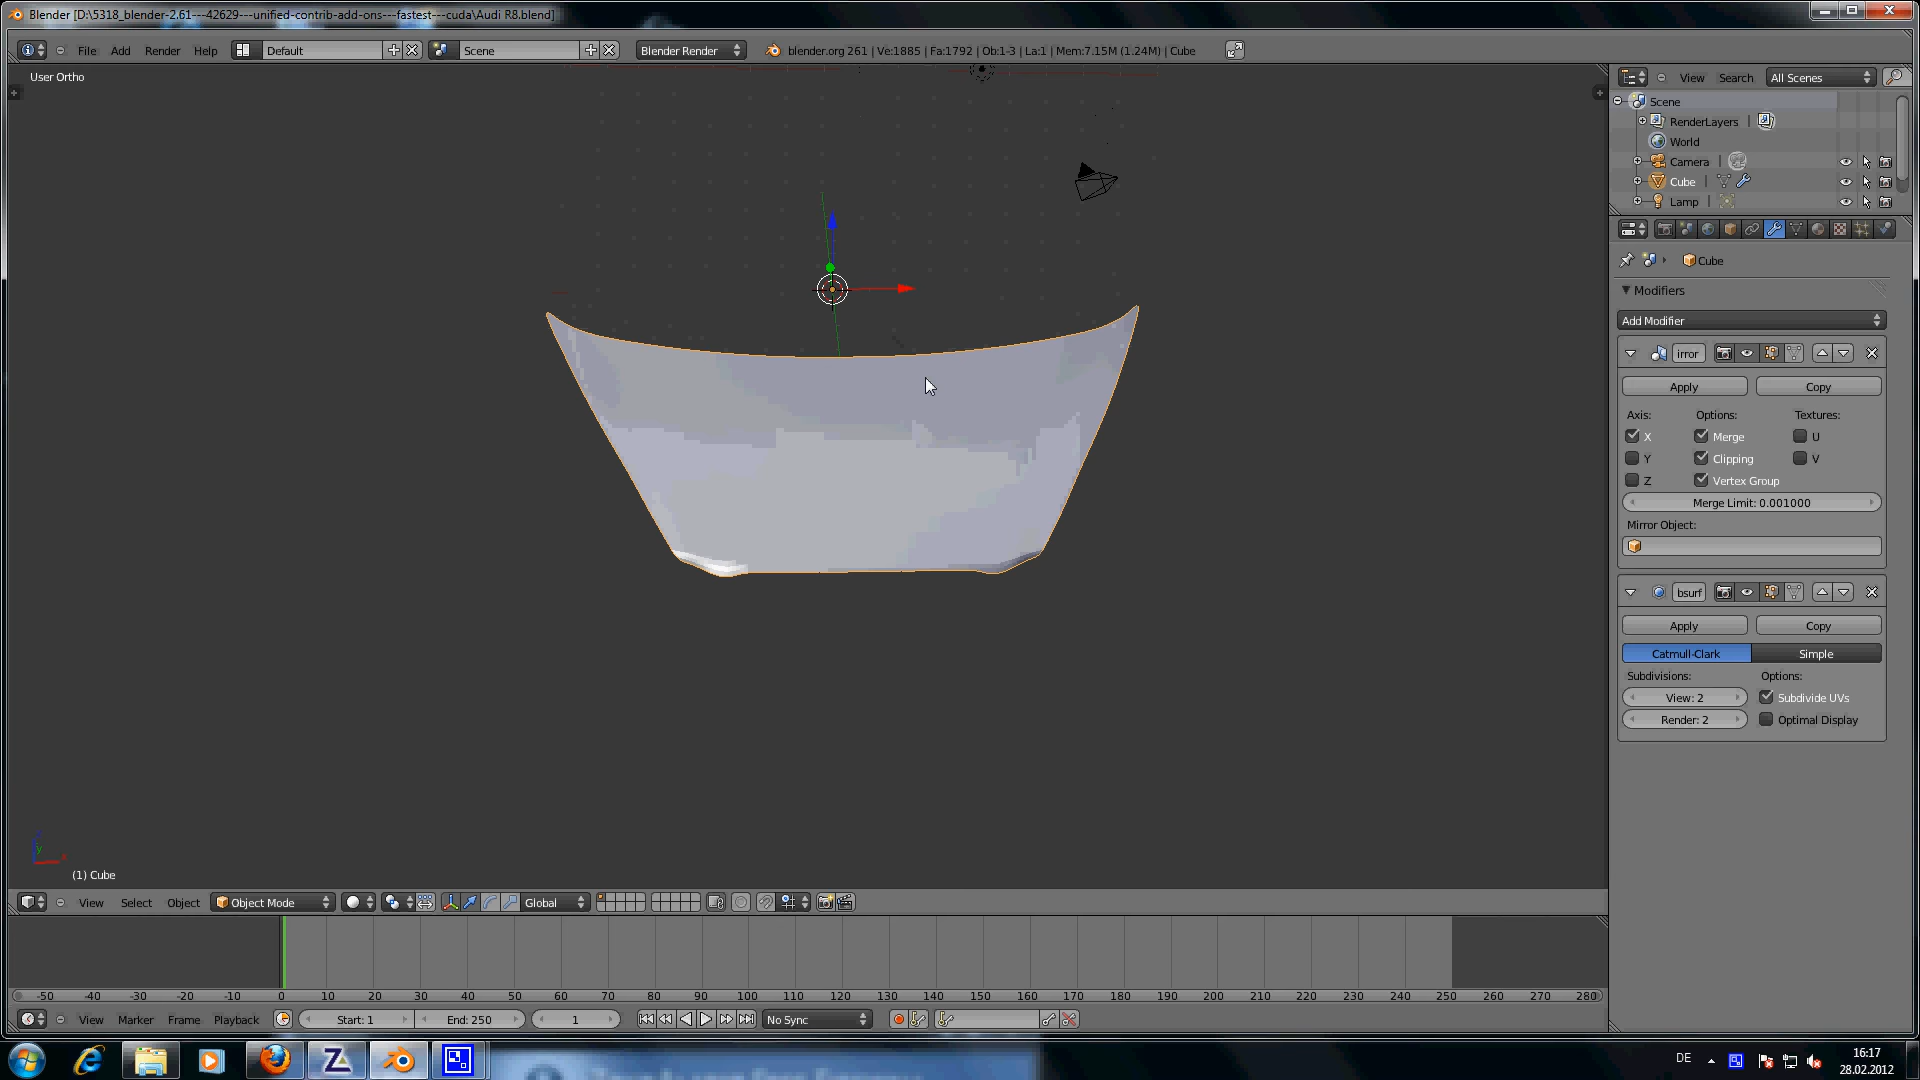 Blender [D:\5318_blender-2.61---42629---unified-contrib-add-ons---fastest---cuda\Audi R8.blend]
File Add Render Help Default Scene Blender Render blender.org 261 | Ve:1885 | Fa:1792 | Ob:1-3 | La:1 | Mem:7.15M (1.24M) | Cube
User Ortho
View Search All Scenes
Scene
RenderLayers
World
Camera
Cube
Lamp
Cube
Modifiers
Add Modifier
irror
Apply Copy
Axis: Options: Textures:
X Merge U
Y Clipping V
Z Vertex Group
Merge Limit: 0.001000
Mirror Object:
bsurf
Apply Copy
Catmull-Clark Simple
Subdivisions: Options:
View: 2 Subdivide UVs
Render: 2 Optimal Display
z
y
x
(1) Cube
View Select Object Object Mode Global
-50 -40 -30 -20 -10 0 10 20 30 40 50 60 70 80 90 100 110 120 130 140 150 160 170 180 190 200 210 220 230 240 250 260 270 280
View Marker Frame Playback Start: 1 End: 250 1 No Sync
DE
16:17
28.02.2012